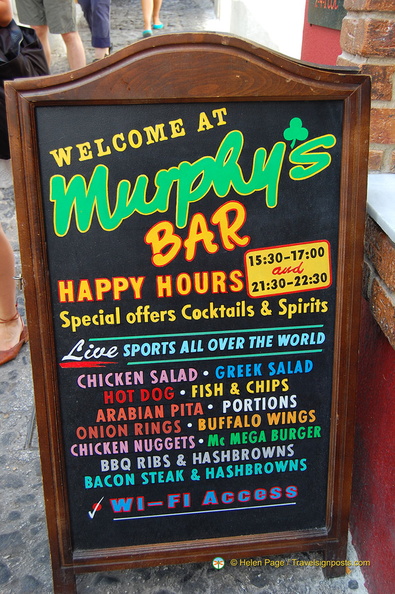 WELCOME AT
Murphy's
BAR
HAPPY HOURS
15:30-17:00
and
21:30-22:30
Special offers Cocktails & Spirits
Live SPORTS ALL OVER THE WORLD
CHICKEN SALAD • GREEK SALAD
HOT DOG • FISH & CHIPS
ARABIAN PITA • PORTIONS
ONION RINGS • BUFFALO WINGS
CHICKEN NUGGETS • Mc MEGA BURGER
BBQ RIBS & HASHBROWNS
BACON STEAK & HASHBROWNS
WI-FI Access
© Helen Page / Travelsignposts.com